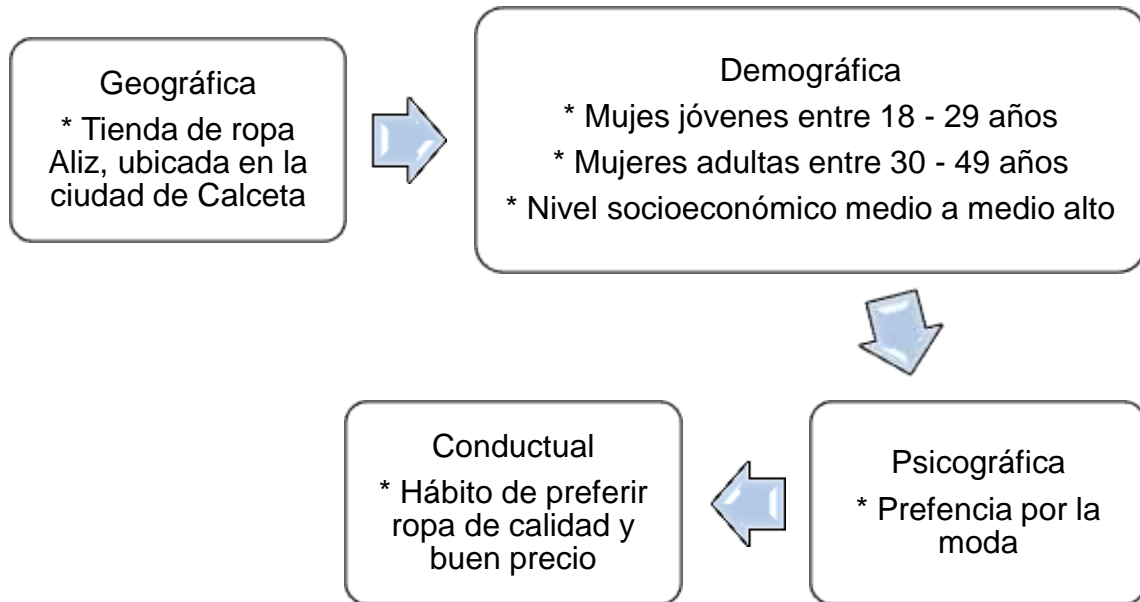 Geográfica
* Tienda de ropa
Aliz, ubicada en la
ciudad de Calceta
Demográfica
* Mujes jóvenes entre 18 - 29 años
* Mujeres adultas entre 30 - 49 años
* Nivel socioeconómico medio a medio alto
Psicográfica
* Prefencia por la
moda
Conductual
* Hábito de preferir
ropa de calidad y
buen precio